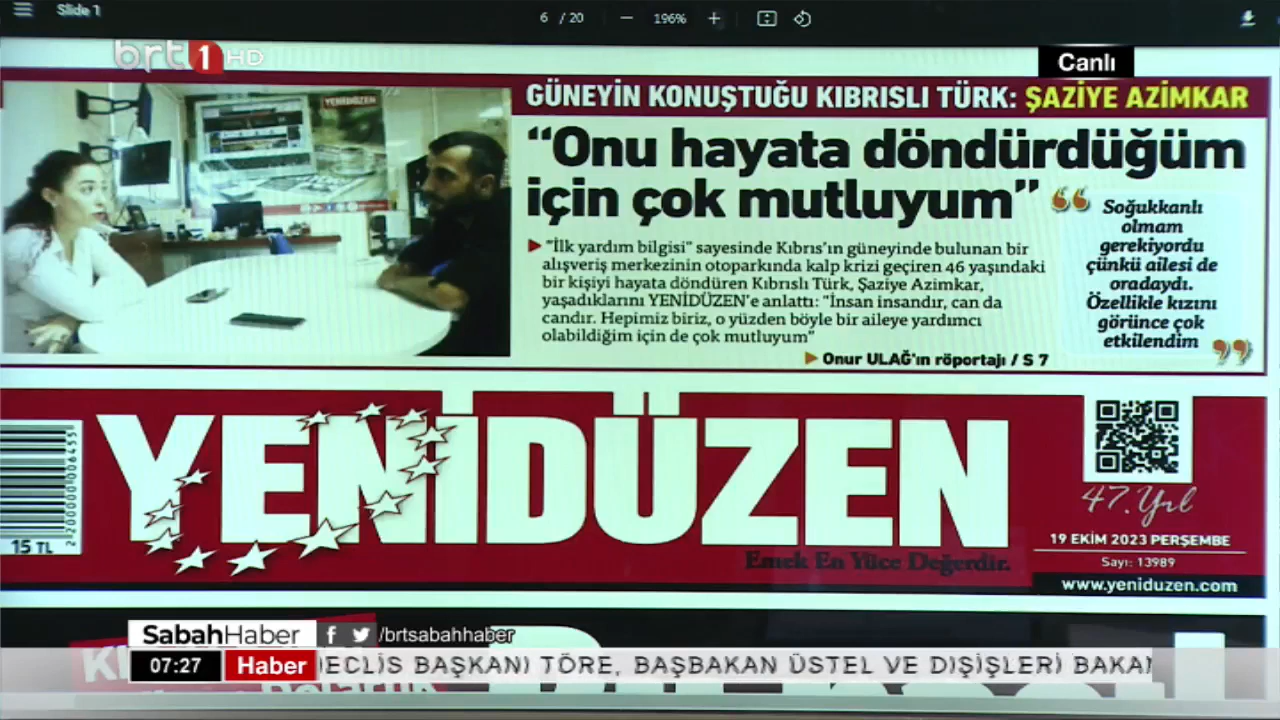 Slide 1
6 / 20
196%
brt 1 HD
Canlı
YENİDÜZEN
GÜNEYİN KONUŞTUĞU KIBRISLI TÜRK: ŞAZİYE AZIMKAR
“Onu hayata döndürdüğüm
için çok mutluyum”
"İlk yardım bilgisi" sayesinde Kıbrıs'ın güneyinde bulunan bir
alışveriş merkezinin otoparkında kalp krizi geçiren 46 yaşındaki
bir kişiyi hayata döndüren Kıbrıslı Türk, Şaziye Azimkar,
yaşadıklarını YENİDÜZEN'e anlattı: "İnsan insandır, can da
candır. Hepimiz biriz, o yüzden böyle bir aileye yardımcı
olabildiğim için de çok mutluyum"
Onur ULAĞ'ın röportajı / S 7
“ Soğukkanlı
olmam
gerekiyordu
çünkü ailesi de
oradaydı.
Özellikle kızını
görünce çok
etkilendim ”
2200000006455
15 TL
YENİDÜZEN
Emek En Yüce Değerdir.
47. Yıl
19 EKİM 2023 PERŞEMBE
Sayı: 13989
www.yeniduzen.com
SabahHaber
/brtsabahhaber
07:27
Haber
MECLİS BAŞKANI TÖRE, BAŞBAKAN ÜSTEL VE DIŞİŞLERİ BAKAN